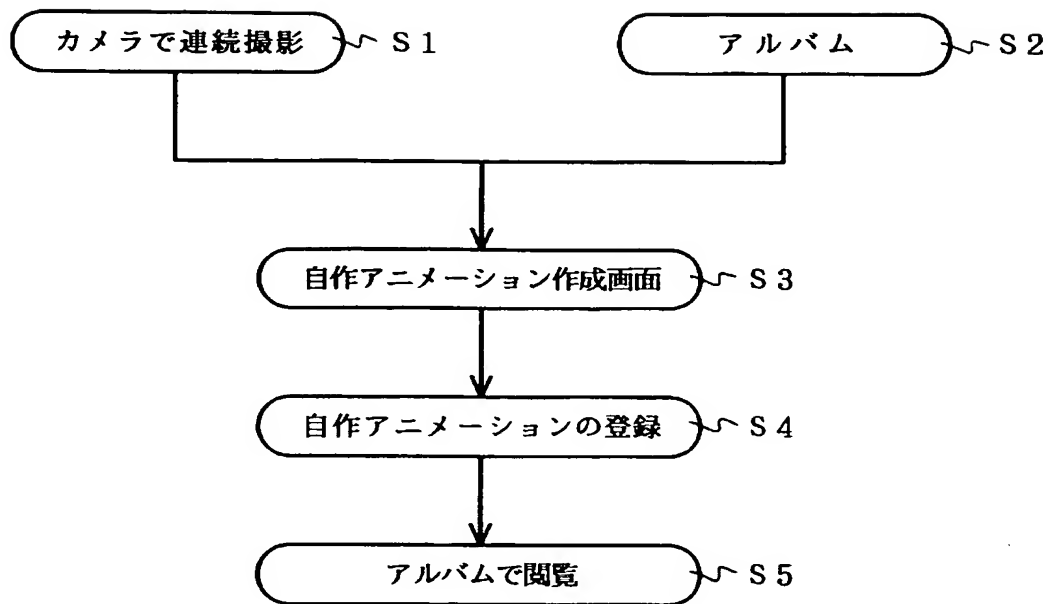 カメラで連続撮影 S1
アルバム S2
自作アニメーション作成画面 S3
自作アニメーションの登録 S4
アルバムで閲覧 S5